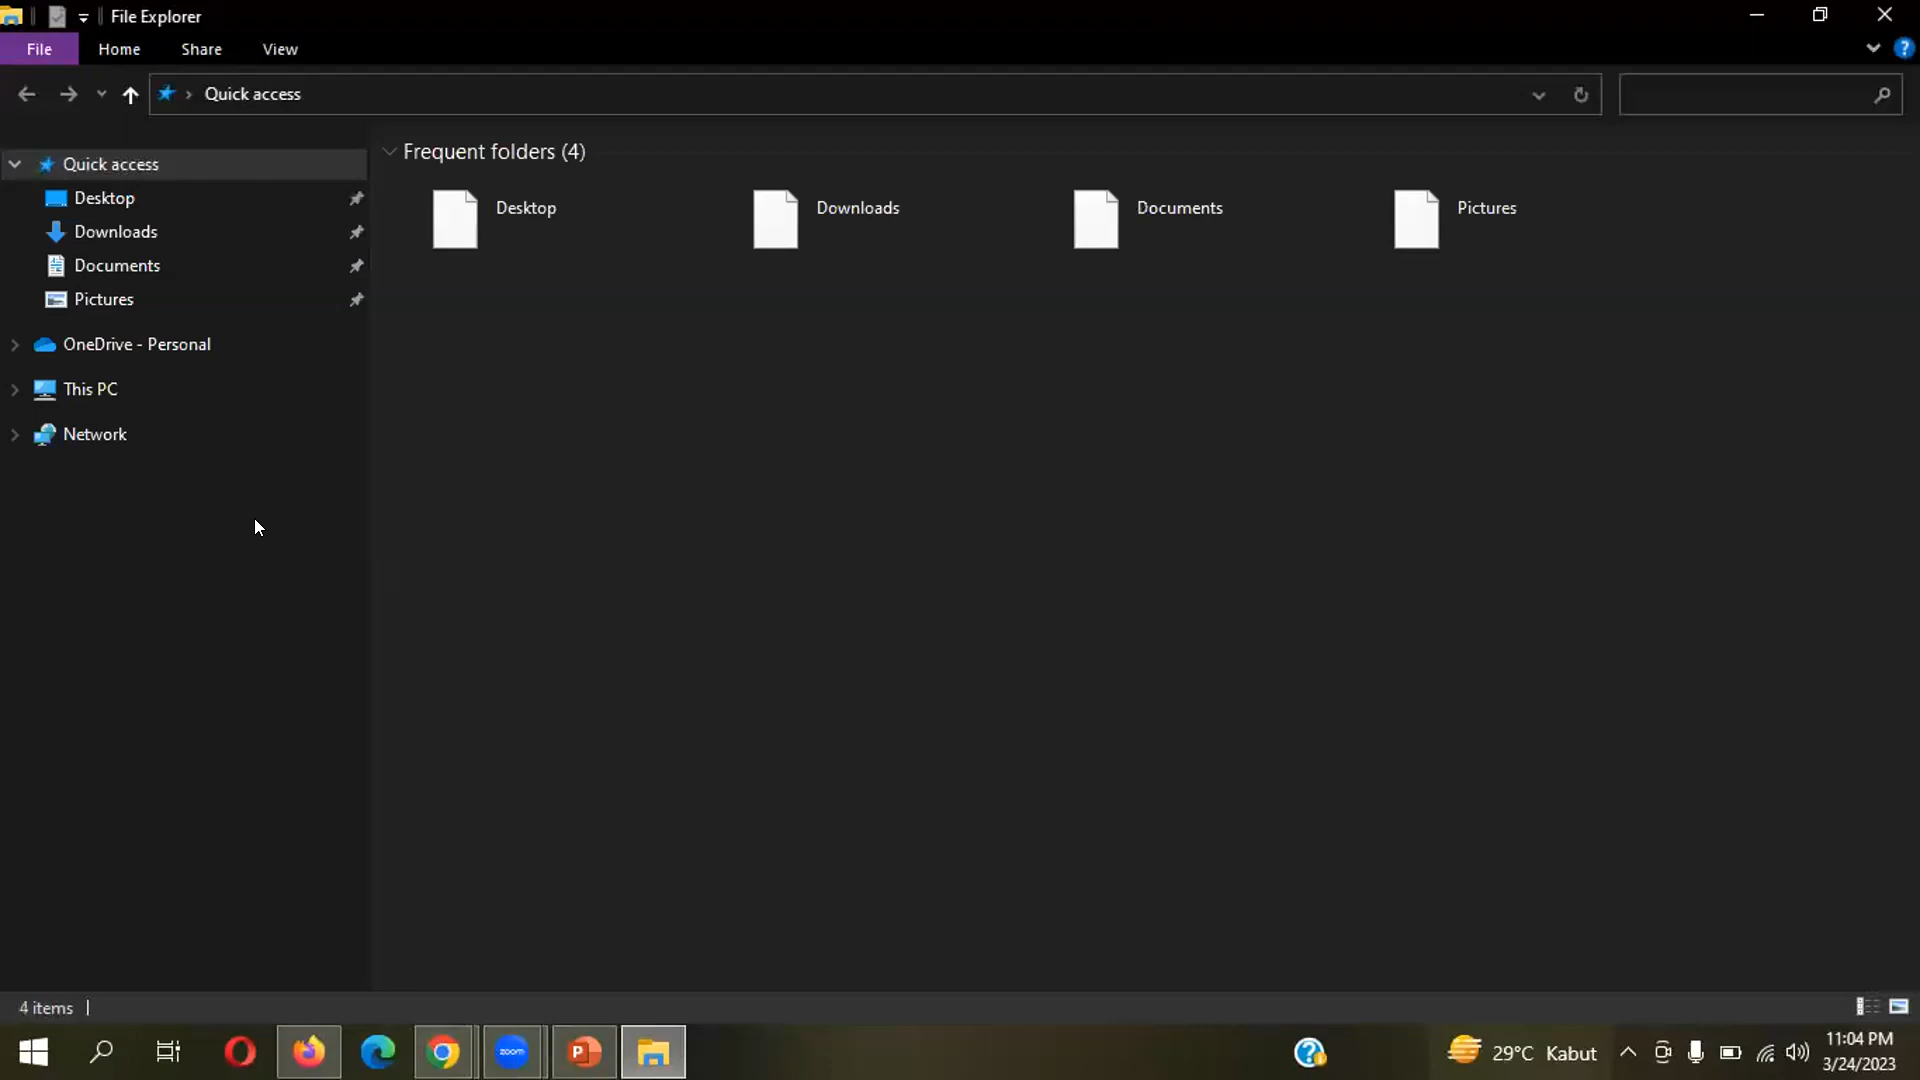 File Explorer
File Home Share View
Quick access
Quick access
Desktop
Downloads
Documents
Pictures
OneDrive - Personal
This PC
Network
Frequent folders (4)
Desktop Downloads Documents Pictures
4 items
zoom
29°C Kabut
11:04 PM
3/24/2023